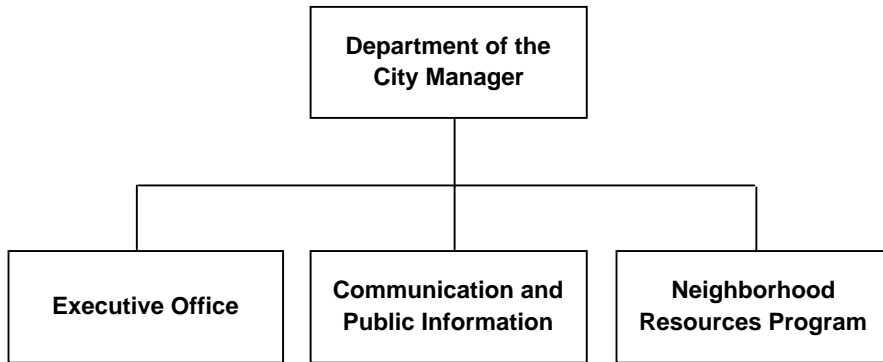 Department of the
City Manager
Executive Office
Communication and
Public Information
Neighborhood
Resources Program